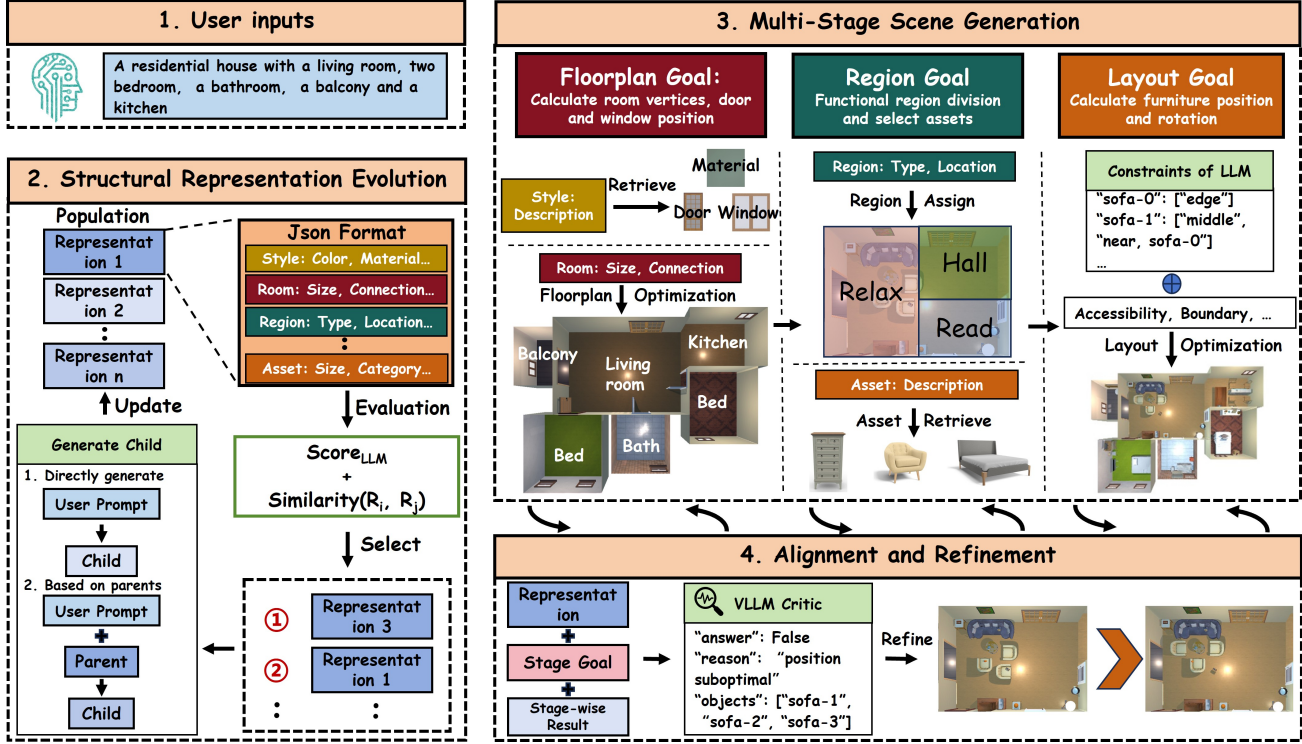 1. User inputs
A residential house with a living room, two
bedroom, a bathroom, a balcony and a
kitchen
2. Structural Representation Evolution
Population
Representat
ion 1
Representat
ion 2
Representat
ion n
Update
Json Format
Style: Color, Material...
Room: Size, Connection...
Region: Type, Location...
Asset: Size, Category...
Evaluation
Score_LLM
+
Similarity(R_i, R_j)
Select
① Representat
ion 3
② Representat
ion 1
Generate Child
1. Directly generate
User Prompt
Child
2. Based on parents
User Prompt
+
Parent
Child
3. Multi-Stage Scene Generation
Floorplan Goal:
Calculate room vertices, door
and window position
Style:
Description
Retrieve
Material
Door
Window
Room: Size, Connection
Floorplan Optimization
Balcony
Living
room
Kitchen
Bed
Bed
Bath
Region Goal
Functional region division
and select assets
Region: Type, Location
Region Assign
Relax
Hall
Read
Asset: Description
Asset Retrieve
Layout Goal
Calculate furniture position
and rotation
Constraints of LLM
“sofa-0”: [“edge”]
“sofa-1”: [“middle”,
“near, sofa-0”]
...
Accessibility, Boundary, ...
Layout Optimization
4. Alignment and Refinement
Representat
ion
+
Stage Goal
+
Stage-wise
Result
VLLM Critic
“answer”: False
“reason”: “position
suboptimal”
“objects”: [“sofa-1”,
“sofa-2”, “sofa-3”]
Refine